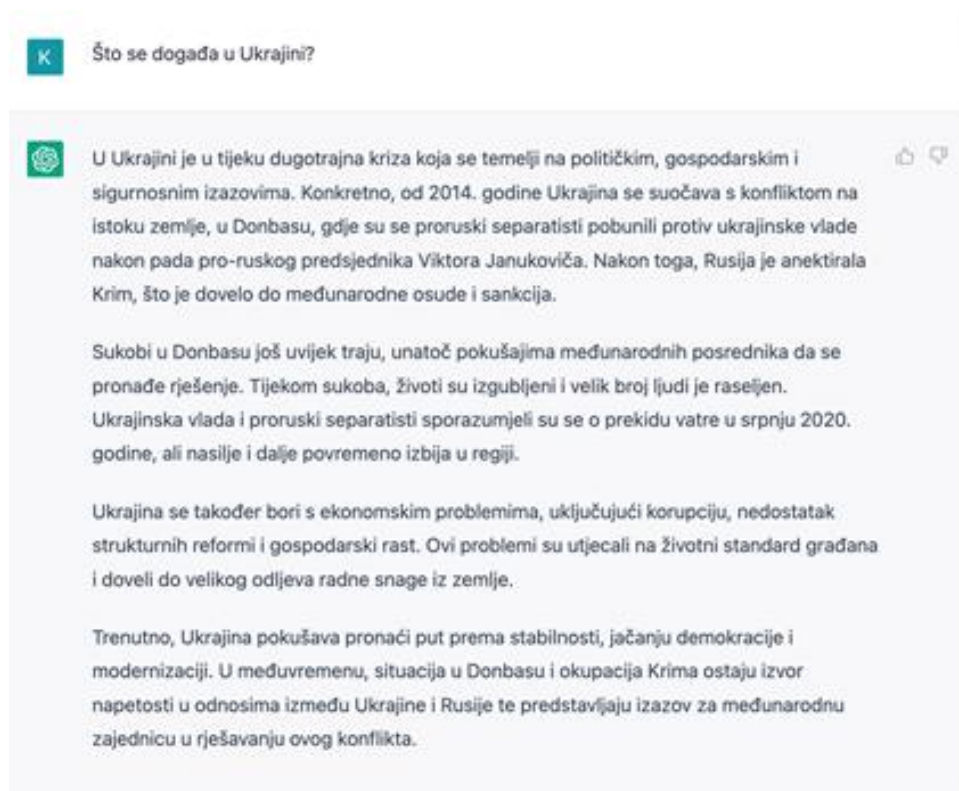 K
Što se događa u Ukrajini?
U Ukrajini je u tijeku dugotrajna kriza koja se temelji na političkim, gospodarskim i
sigurnosnim izazovima. Konkretno, od 2014. godine Ukrajina se suočava s konfliktom na
istoku zemlje, u Donbasu, gdje su se proruski separatisti pobunili protiv ukrajinske vlade
nakon pada pro-ruskog predsjednika Viktora Janukoviča. Nakon toga, Rusija je anektirala
Krim, što je dovelo do međunarodne osude i sankcija.
Sukobi u Donbasu još uvijek traju, unatoč pokušajima međunarodnih posrednika da se
pronađe rješenje. Tijekom sukoba, životi su izgubljeni i velik broj ljudi je raseljen.
Ukrajinska vlada i proruski separatisti sporazumjeli su se o prekidu vatre u srpnju 2020.
godine, ali nasilje i dalje povremeno izbija u regiji.
Ukrajina se također bori s ekonomskim problemima, uključujući korupciju, nedostatak
strukturnih reformi i gospodarski rast. Ovi problemi su utjecali na životni standard građana
i doveli do velikog odljeva radne snage iz zemlje.
Trenutno, Ukrajina pokušava pronaći put prema stabilnosti, jačanju demokracije i
modernizaciji. U međuvremenu, situacija u Donbasu i okupacija Krima ostaju izvor
napetosti u odnosima između Ukrajine i Rusije te predstavljaju izazov za međunarodnu
zajednicu u rješavanju ovog konflikta.